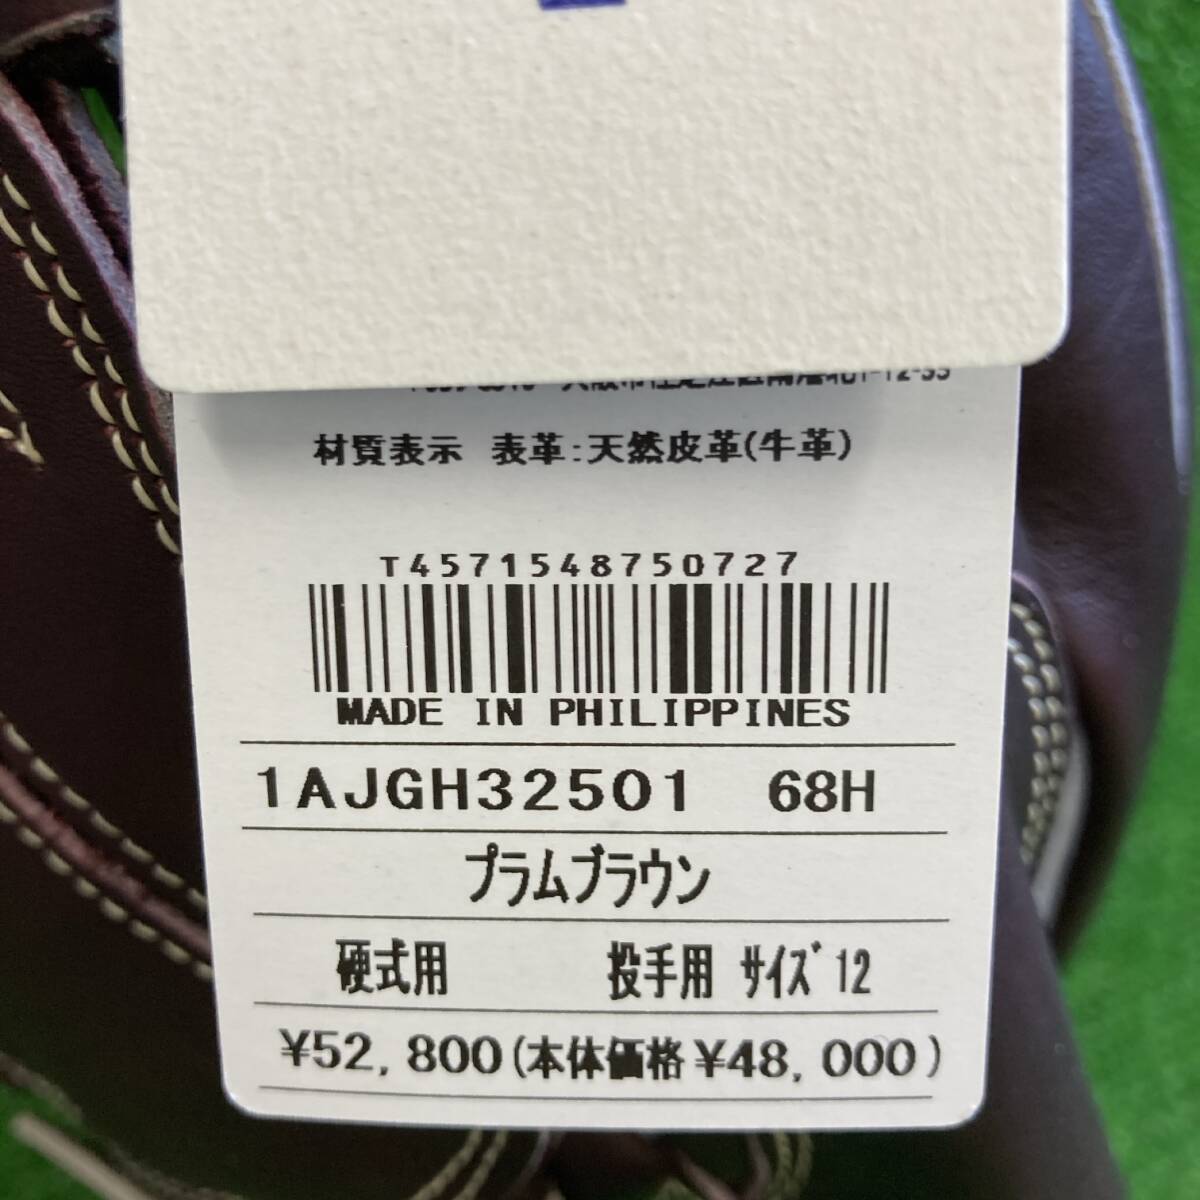 材質表示 表革:天然皮革(牛革)
T4571548750727
MADE IN PHILIPPINES
1AJGH32501 68H
プラムブラウン
硬式用 投手用 サイズ12
¥52,800(本体価格¥48,000)